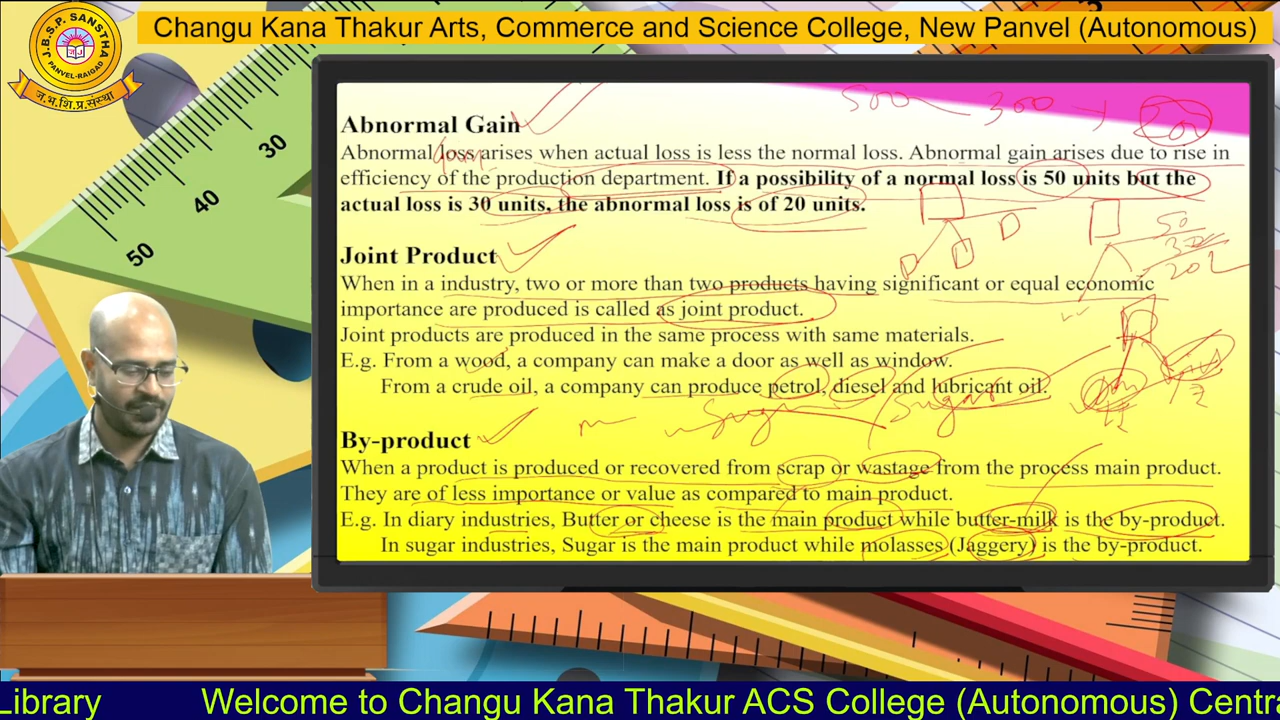 Changu Kana Thakur Arts, Commerce and Science College, New Panvel (Autonomous)
J.B.S.P. SANSTHA
PANVEL-RAIGAD
ज.भ.शि.प्र.संस्था
30
40
50
500 300
Abnormal Gain
Abnormal loss arises when actual loss is less the normal loss. Abnormal gain arises due to rise in
efficiency of the production department. If a possibility of a normal loss is 50 units but the
actual loss is 30 units, the abnormal loss is of 20 units.
50
30
20
Joint Product
When in a industry, two or more than two products having significant or equal economic
importance are produced is called as joint product.
Joint products are produced in the same process with same materials.
E.g. From a wood, a company can make a door as well as window.
From a crude oil, a company can produce petrol, diesel and lubricant oil.
Sugar Sugar
By-product
When a product is produced or recovered from scrap or wastage from the process main product.
They are of less importance or value as compared to main product.
E.g. In diary industries, Butter or cheese is the main product while butter-milk is the by-product.
In sugar industries, Sugar is the main product while molasses (Jaggery) is the by-product.
Library Welcome to Changu Kana Thakur ACS College (Autonomous) Centra